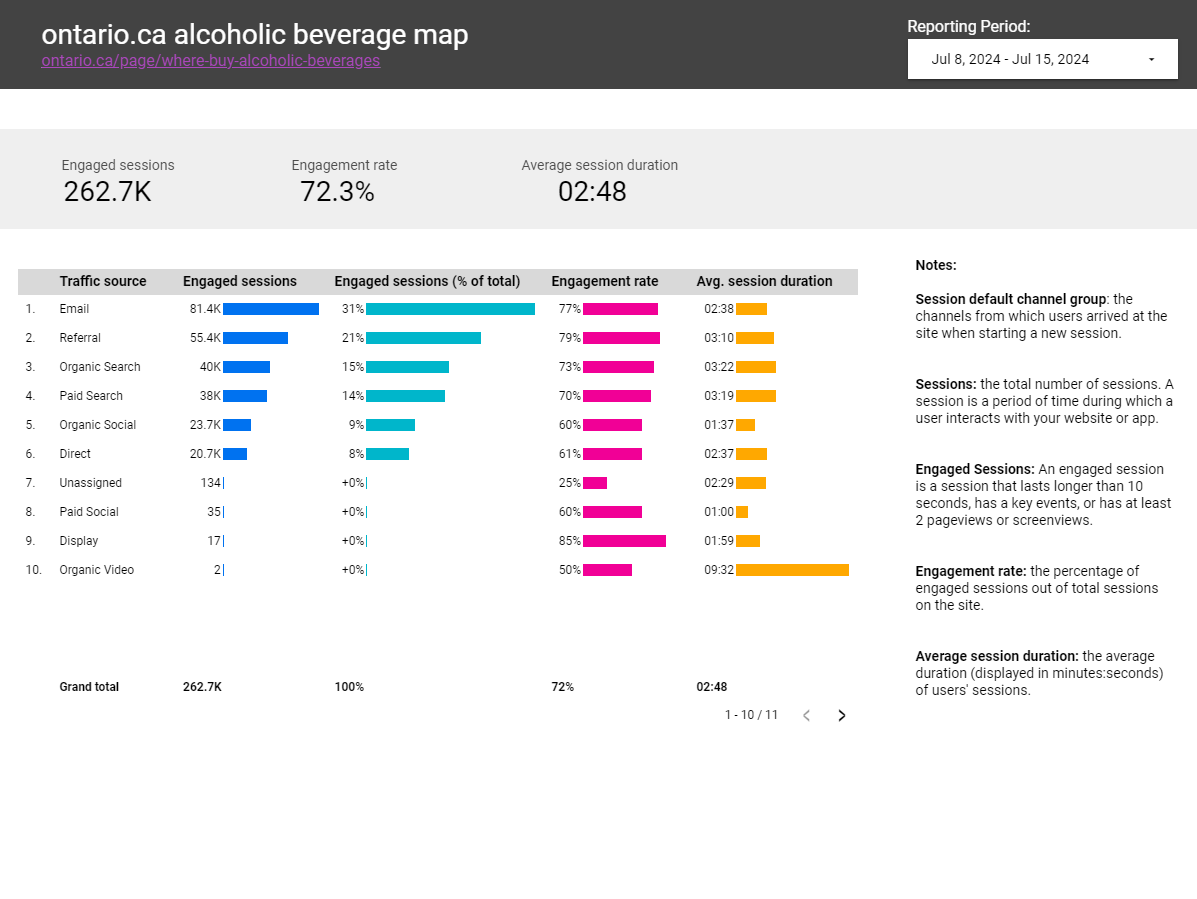 ontario.ca alcoholic beverage map
ontario.ca/page/where-buy-alcoholic-beverages
Reporting Period:
Jul 8, 2024 - Jul 15, 2024
Engaged sessions
262.7K
Engagement rate
72.3%
Average session duration
02:48
Traffic source Engaged sessions Engaged sessions (% of total) Engagement rate Avg. session duration
1. Email 81.4K 31% 77% 02:38
2. Referral 55.4K 21% 79% 03:10
3. Organic Search 40K 15% 73% 03:22
4. Paid Search 38K 14% 70% 03:19
5. Organic Social 23.7K 9% 60% 01:37
6. Direct 20.7K 8% 61% 02:37
7. Unassigned 134 +0% 25% 02:29
8. Paid Social 35 +0% 60% 01:00
9. Display 17 +0% 85% 01:59
10. Organic Video 2 +0% 50% 09:32
Grand total 262.7K 100% 72% 02:48
1 - 10 / 11
Notes:
Session default channel group: the
channels from which users arrived at the
site when starting a new session.
Sessions: the total number of sessions. A
session is a period of time during which a
user interacts with your website or app.
Engaged Sessions: An engaged session
is a session that lasts longer than 10
seconds, has a key events, or has at least
2 pageviews or screenviews.
Engagement rate: the percentage of
engaged sessions out of total sessions
on the site.
Average session duration: the average
duration (displayed in minutes:seconds)
of users' sessions.